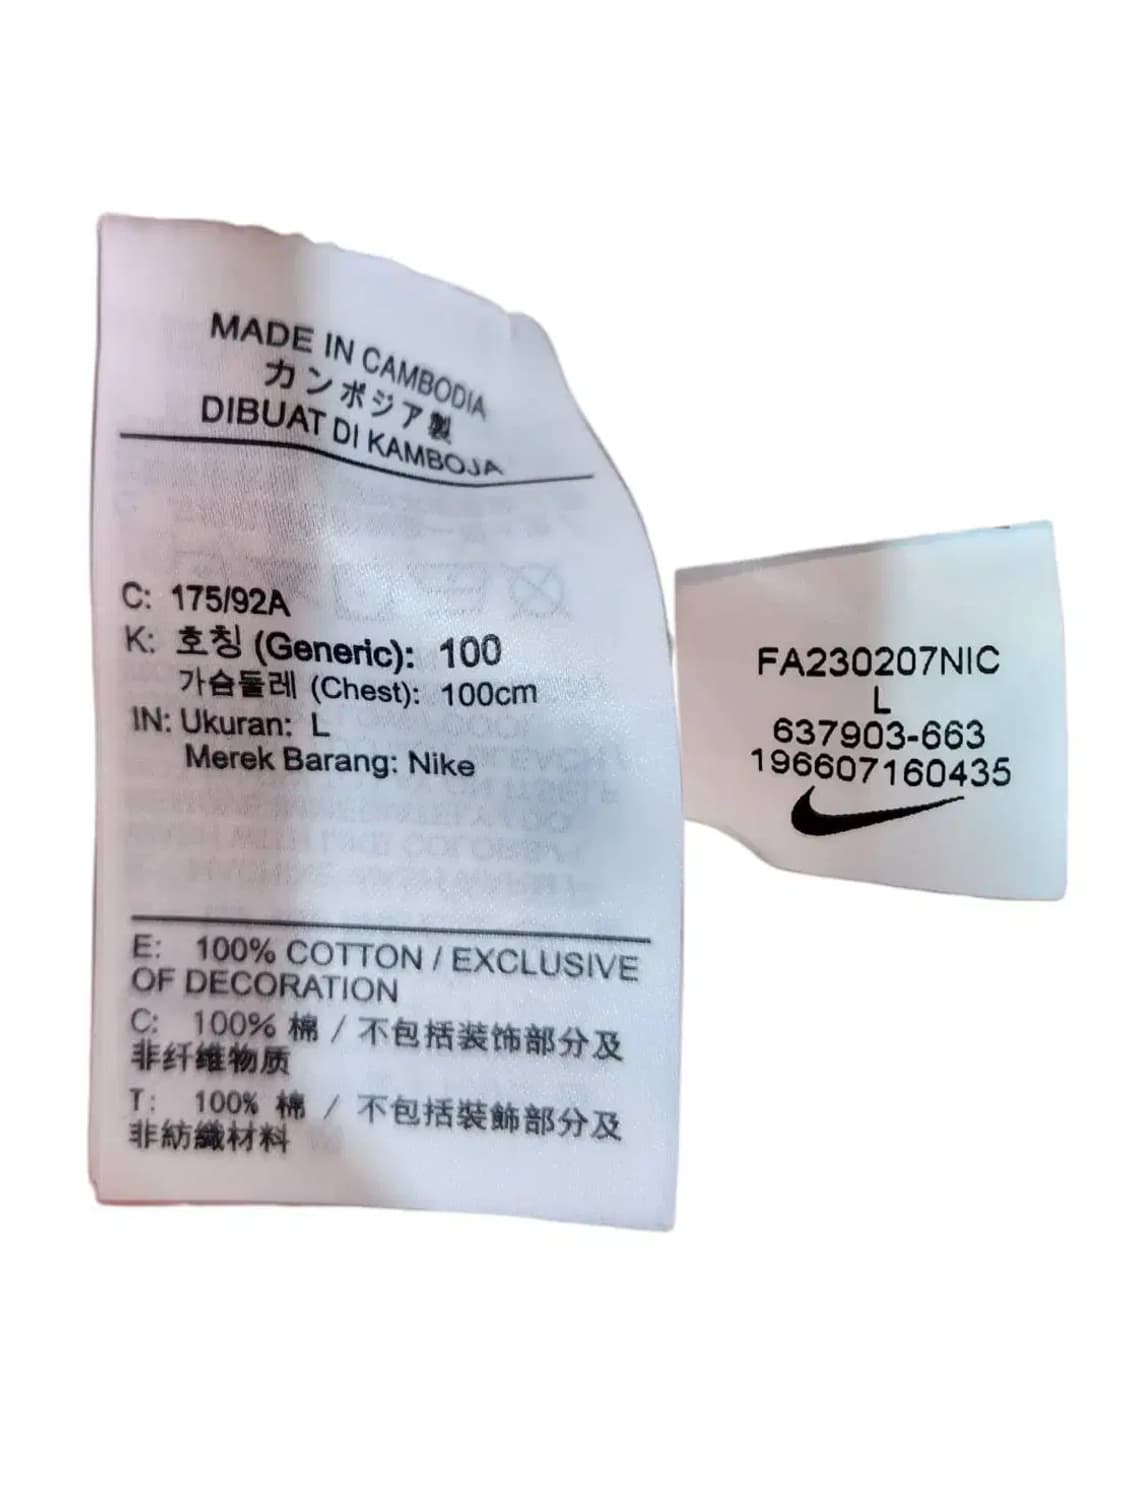 MADE IN CAMBODIA
カンボジア製
DIBUAT DI KAMBOJA
C: 175/92A
K: 호칭 (Generic): 100
가슴둘레 (Chest): 100cm
IN: Ukuran: L
Merek Barang: Nike
E: 100% COTTON / EXCLUSIVE
OF DECORATION
C: 100% 棉 / 不包括装饰部分及
非纤维物质
T: 100% 棉 / 不包括裝飾部分及
非紡織材料
FA230207NIC
L
637903-663
196607160435